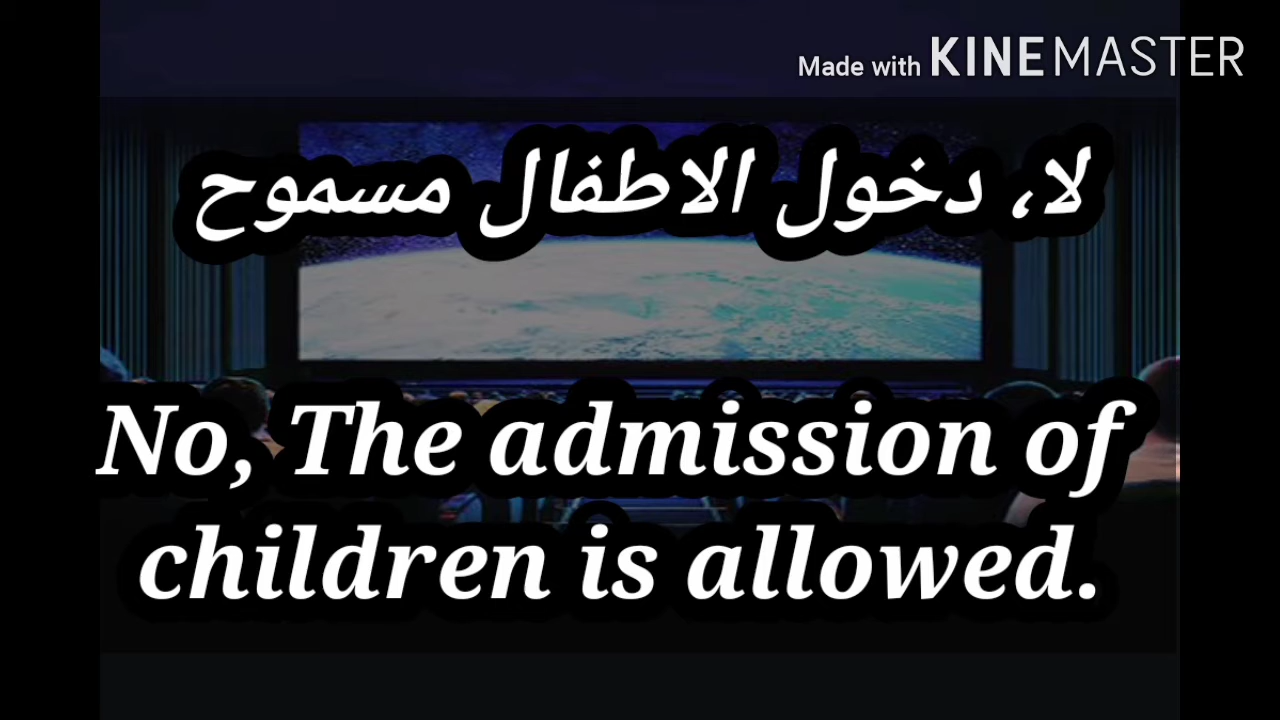 Made with KINEMASTER
لا، دخول الاطفال مسموح
No, The admission of
children is allowed.